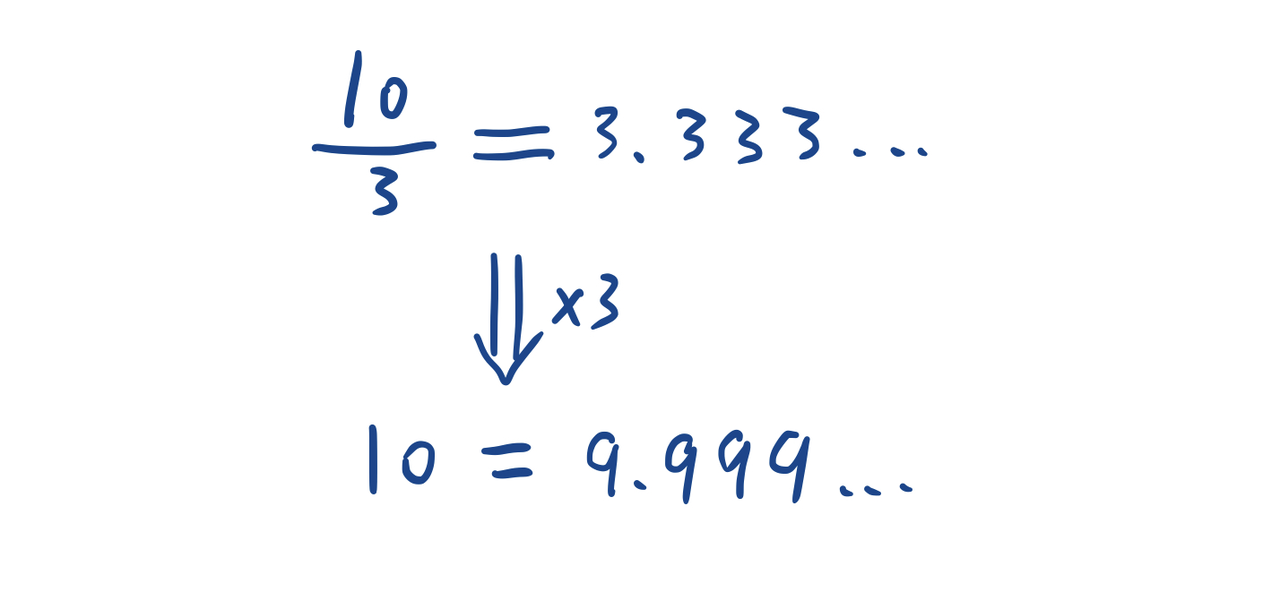 10/3 = 3.333...
⇓ x3
10 = 9.999...